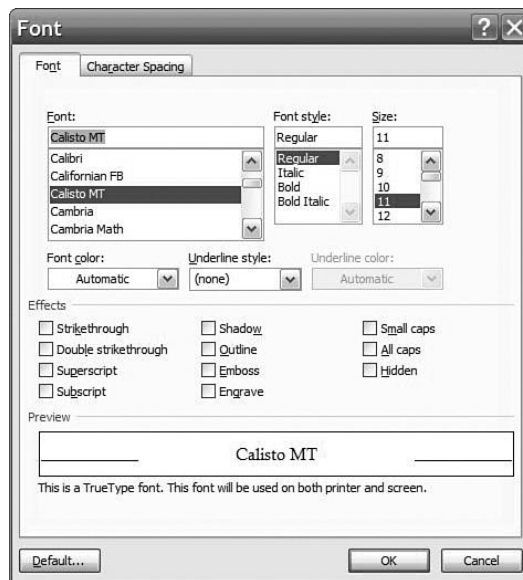 Font
Font Character Spacing
Font: Font style: Size:
Calisto MT Regular 11
Calibri Regular 8
Californian FB Italic 9
Calisto MT Bold 10
Cambria Bold Italic 11
Cambria Math 12
Font color: Underline style: Underline color:
Automatic (none) Automatic
Effects
Strikethrough Shadow Small caps
Double strikethrough Outline All caps
Superscript Emboss Hidden
Subscript Engrave
Preview
Calisto MT
This is a TrueType font. This font will be used on both printer and screen.
Default... OK Cancel